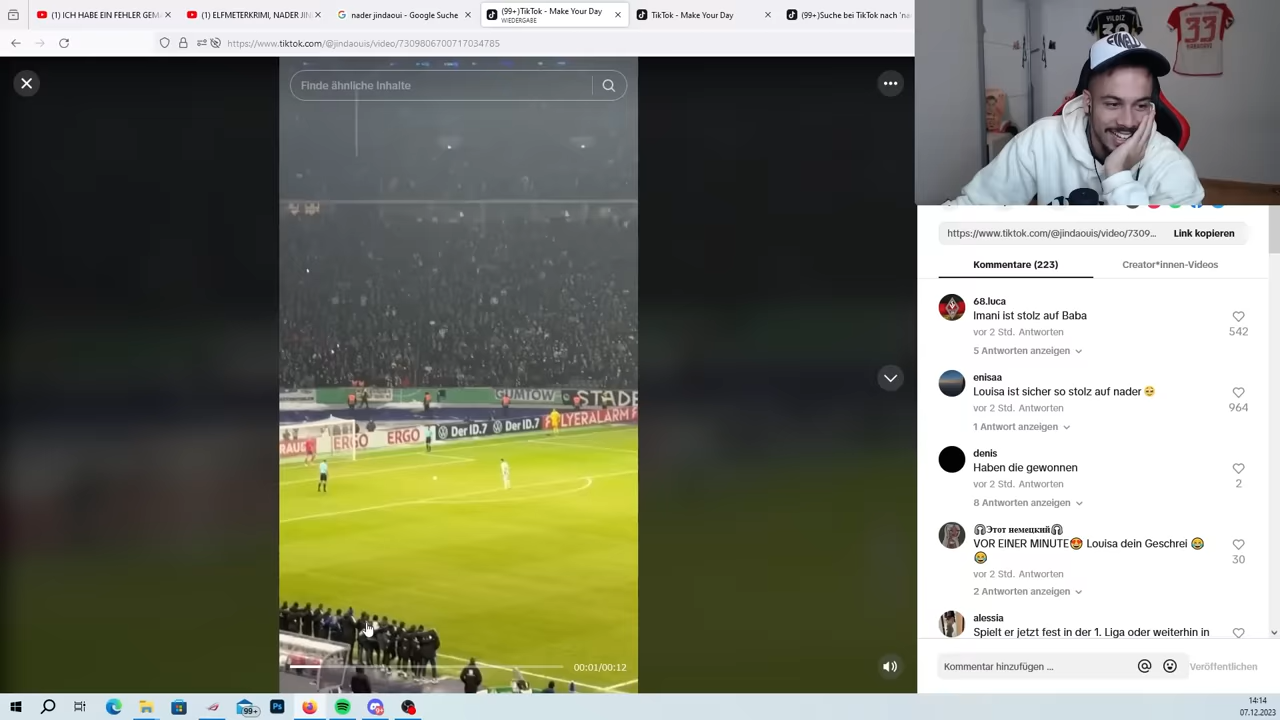 (1) ICH HABE EIN FEHLER GEM
(1) ELFMETERKRIMI, NADER JIN
nader jindaoui - Google Suche
(99+)TikTok - Make Your Day
WIEDERGABE
TikTok - Make Your Day
(99+)Suche bei TikTok nach 'na
https://www.tiktok.com/@jindaouis/video/7309806700717034785
Finde ähnliche Inhalte
YILDIZ
33
https://www.tiktok.com/@jindaouis/video/7309...
Link kopieren
Kommentare (223)
Creator*innen-Videos
68.luca
Imani ist stolz auf Baba
vor 2 Std. Antworten
542
5 Antworten anzeigen
enisaa
Louisa ist sicher so stolz auf nader 😊
vor 2 Std. Antworten
964
1 Antwort anzeigen
denis
Haben die gewonnen
vor 2 Std. Antworten
2
8 Antworten anzeigen
🎧Этот немецкий🎧
VOR EINER MINUTE😍 Louisa dein Geschrei 😂
😂
vor 2 Std. Antworten
30
2 Antworten anzeigen
alessia
Spielt er jetzt fest in der 1. Liga oder weiterhin in
GUMTOW
STADE
ERGO
ERGO
Der ID.7
Der ID.7
FLYERALARM
00:01/00:12
Kommentar hinzufügen ...
Veröffentlichen
99+
14:14
07.12.2023